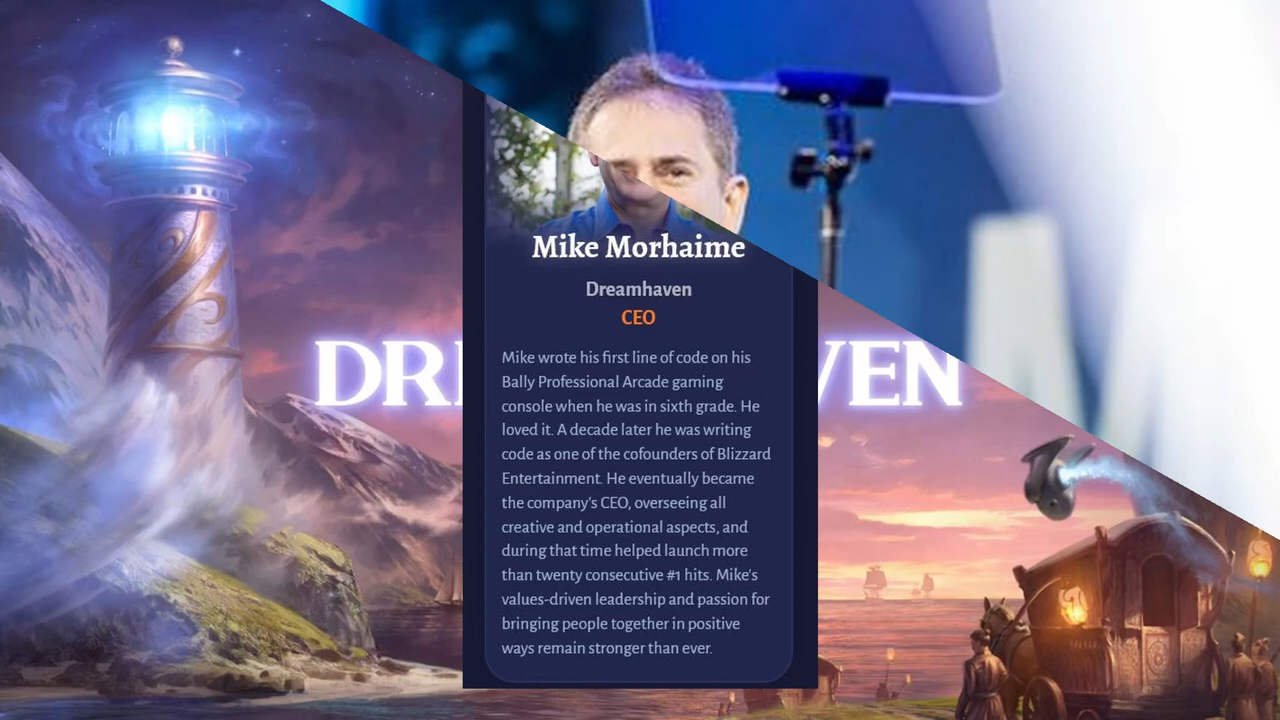 DRE
VEN
Mike Morhaime
Dreamhaven
CEO
Mike wrote his first line of code on his
Bally Professional Arcade gaming
console when he was in sixth grade. He
loved it. A decade later he was writing
code as one of the cofounders of Blizzard
Entertainment. He eventually became
the company's CEO, overseeing all
creative and operational aspects, and
during that time helped launch more
than twenty consecutive #1 hits. Mike's
values-driven leadership and passion for
bringing people together in positive
ways remain stronger than ever.